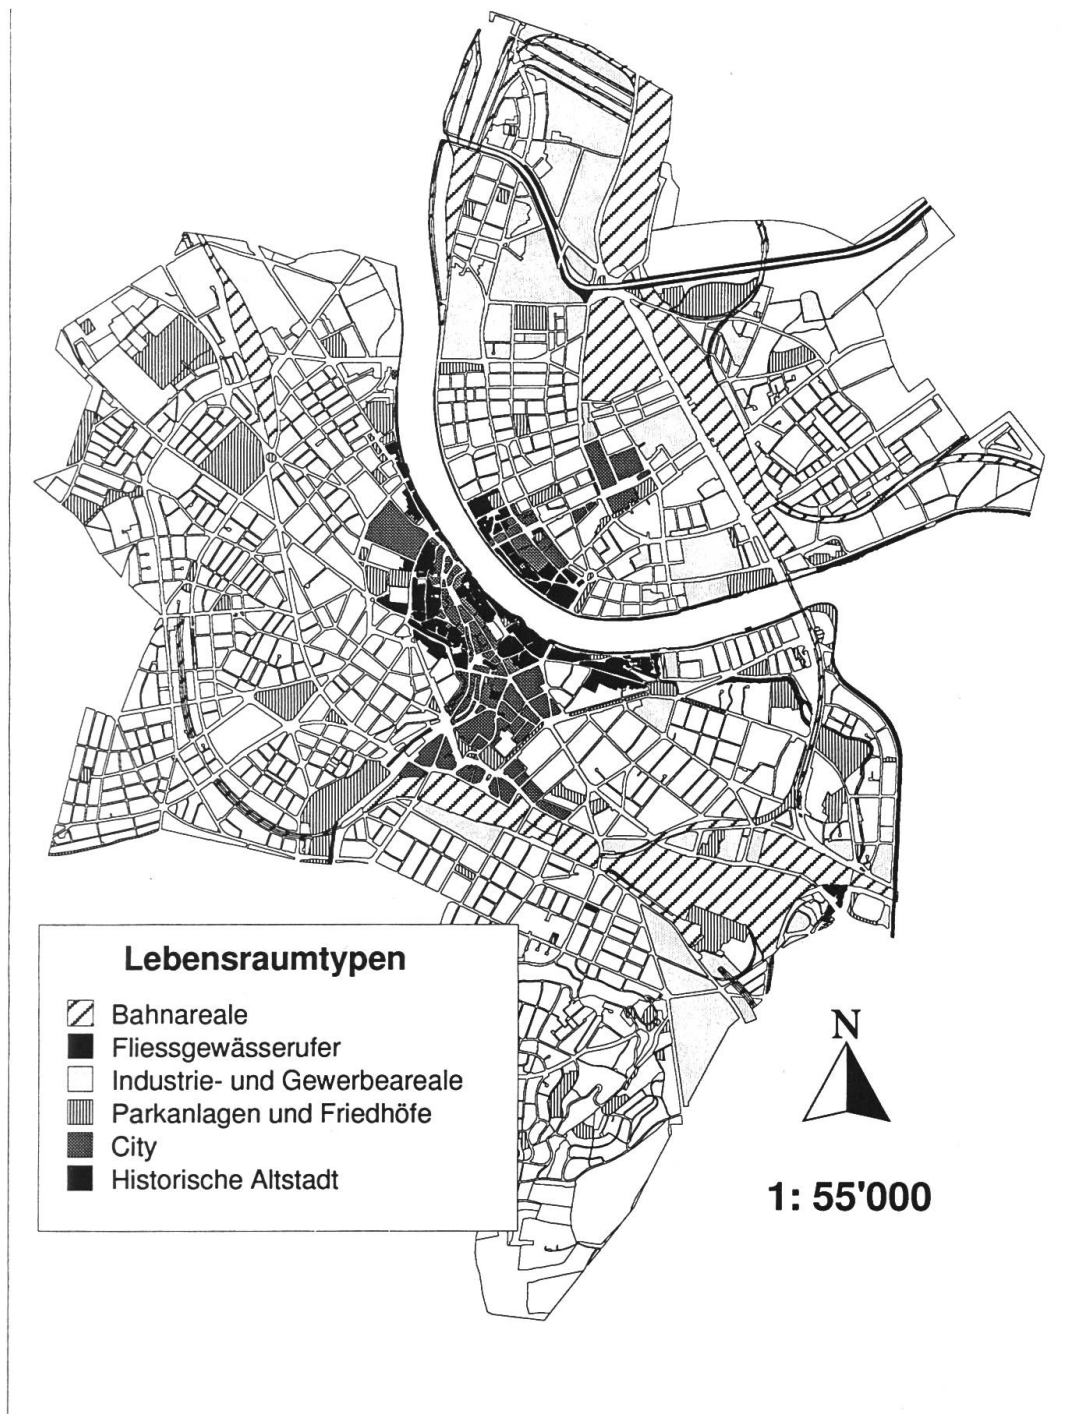 Lebensraumtypen
Bahnareale
Fliessgewässerufer
Industrie- und Gewerbeareale
Parkanlagen und Friedhöfe
City
Historische Altstadt
N
1: 55'000